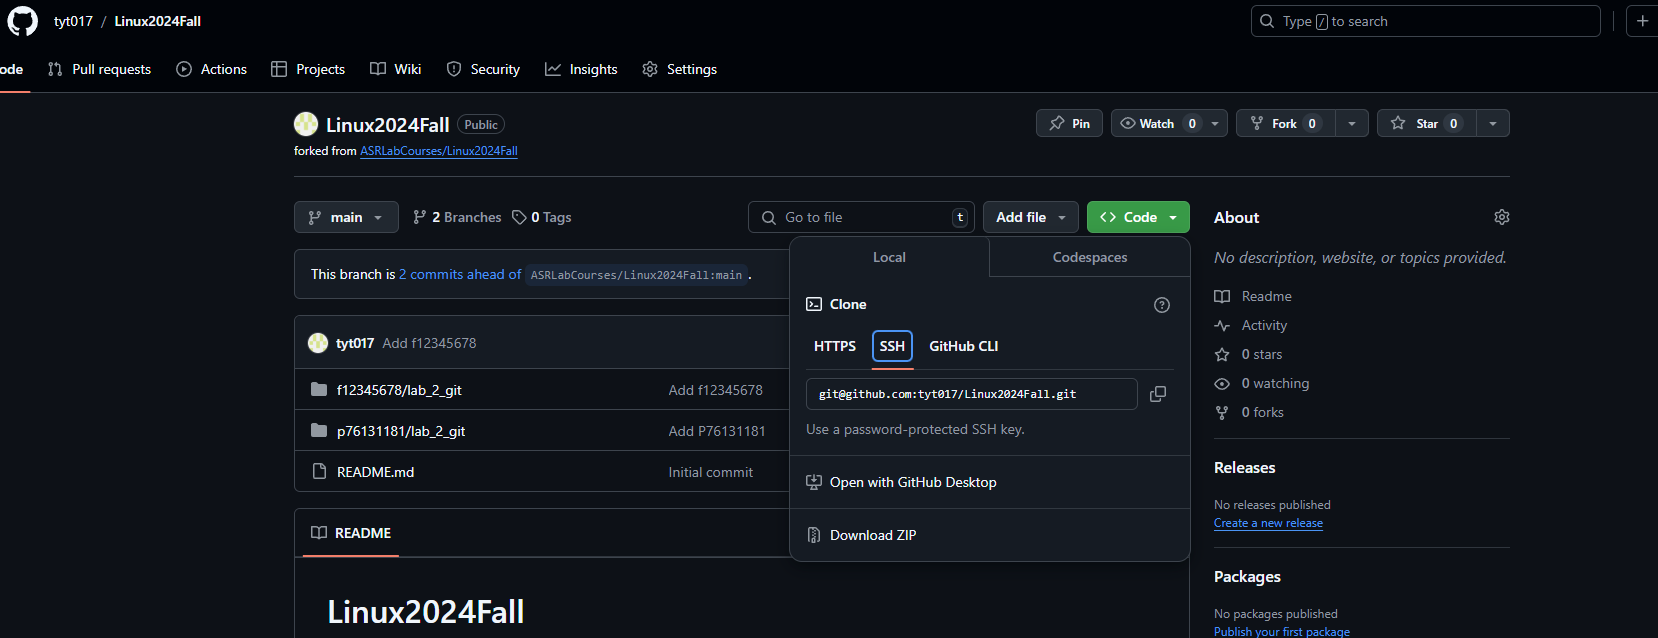 tyt017 / Linux2024Fall
Type / to search
ode Pull requests Actions Projects Wiki Security Insights Settings
Linux2024Fall Public
Pin Watch 0 Fork 0 Star 0
forked from ASRLabCourses/Linux2024Fall
main 2 Branches 0 Tags
Go to file t Add file Code
This branch is 2 commits ahead of ASRLabCourses/Linux2024Fall:main .
tyt017 Add f12345678
f12345678/lab_2_git Add f12345678
p76131181/lab_2_git Add P76131181
README.md Initial commit
README
Linux2024Fall
Local Codespaces
Clone
HTTPS SSH GitHub CLI
git@github.com:tyt017/Linux2024Fall.git
Use a password-protected SSH key.
Open with GitHub Desktop
Download ZIP
About
No description, website, or topics provided.
Readme
Activity
0 stars
0 watching
0 forks
Releases
No releases published
Create a new release
Packages
No packages published
Publish your first package